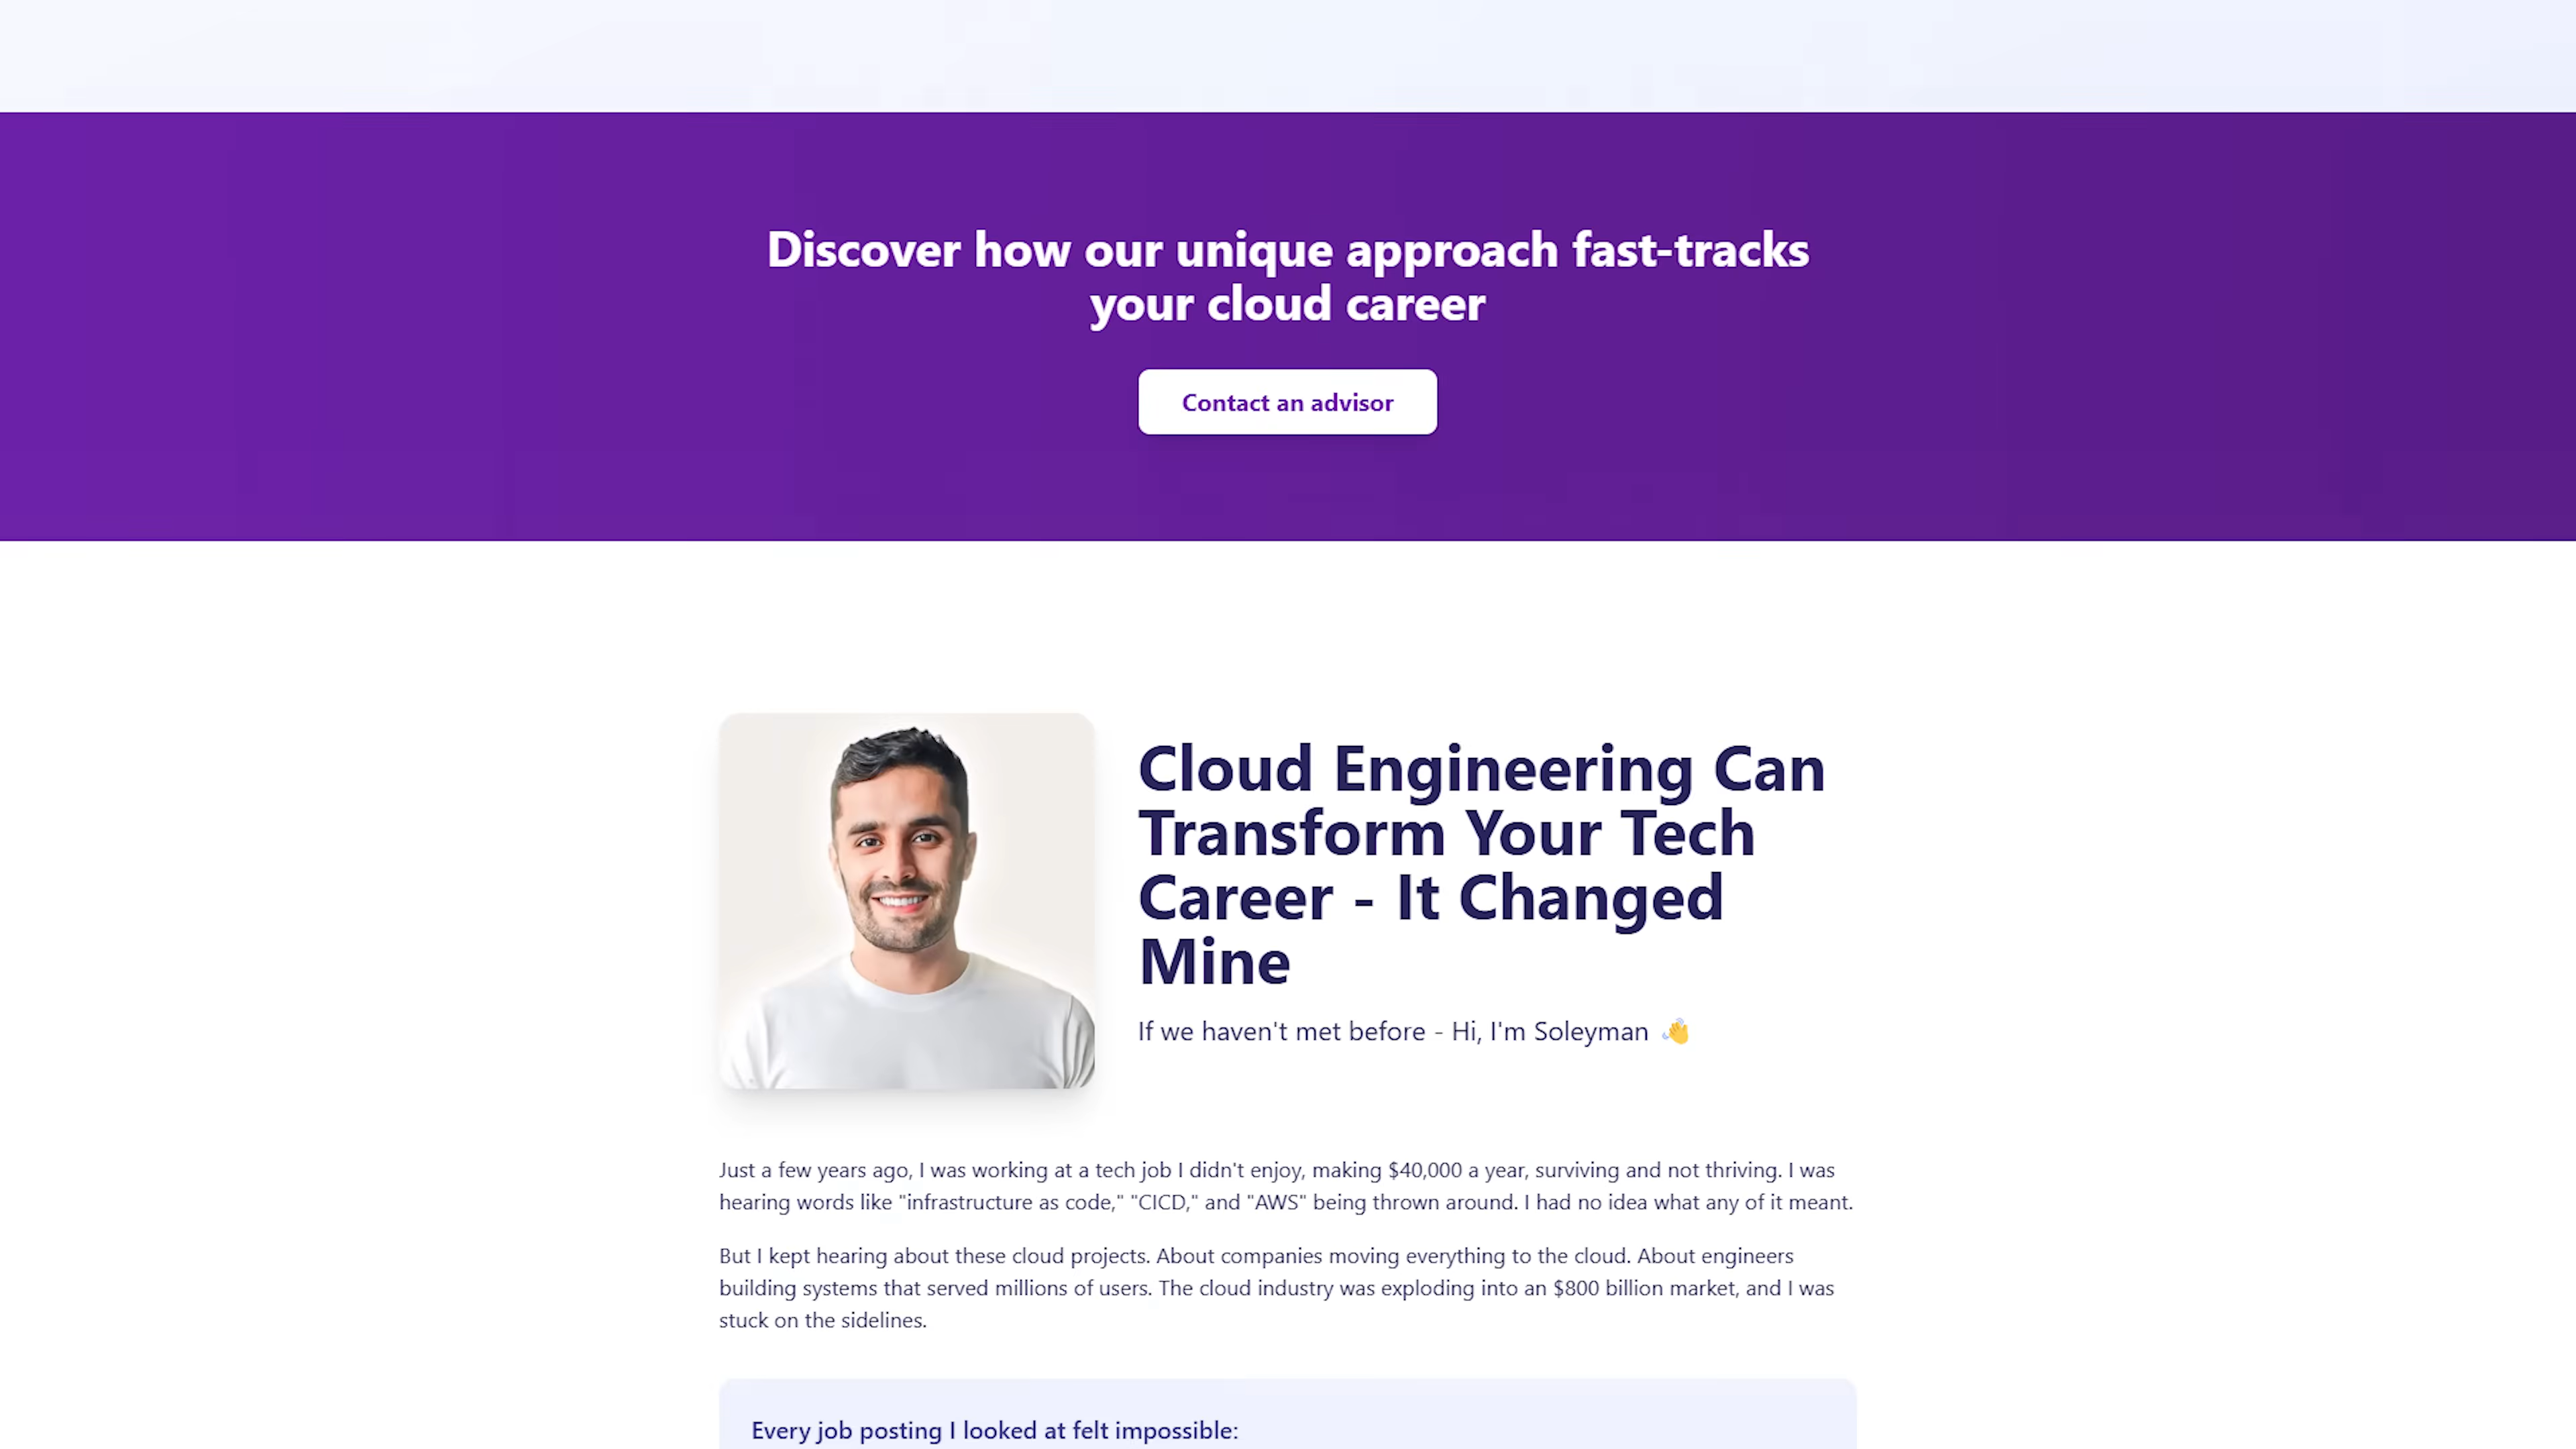 Discover how our unique approach fast-tracks
your cloud career
Contact an advisor
Cloud Engineering Can
Transform Your Tech
Career - It Changed
Mine
If we haven't met before - Hi, I'm Soleyman 👋
Just a few years ago, I was working at a tech job I didn't enjoy, making $40,000 a year, surviving and not thriving. I was
hearing words like "infrastructure as code," "CICD," and "AWS" being thrown around. I had no idea what any of it meant.
But I kept hearing about these cloud projects. About companies moving everything to the cloud. About engineers
building systems that served millions of users. The cloud industry was exploding into an $800 billion market, and I was
stuck on the sidelines.
Every job posting I looked at felt impossible: